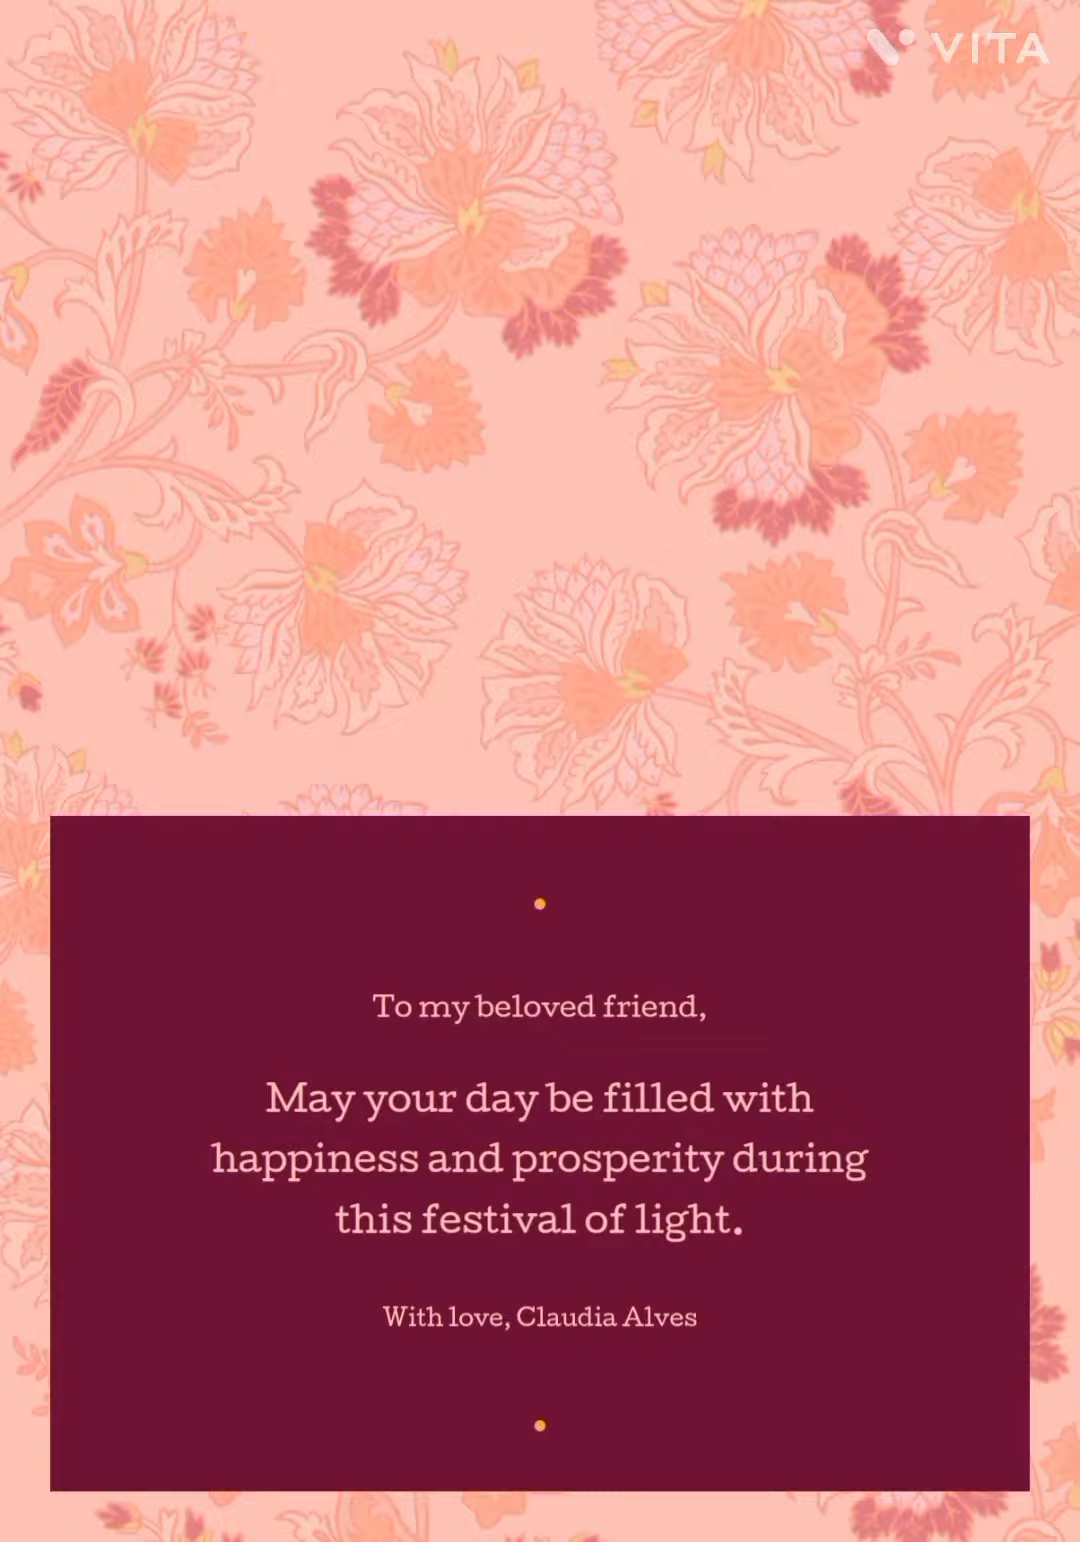 VITA
To my beloved friend,
May your day be filled with
happiness and prosperity during
this festival of light.
With love, Claudia Alves